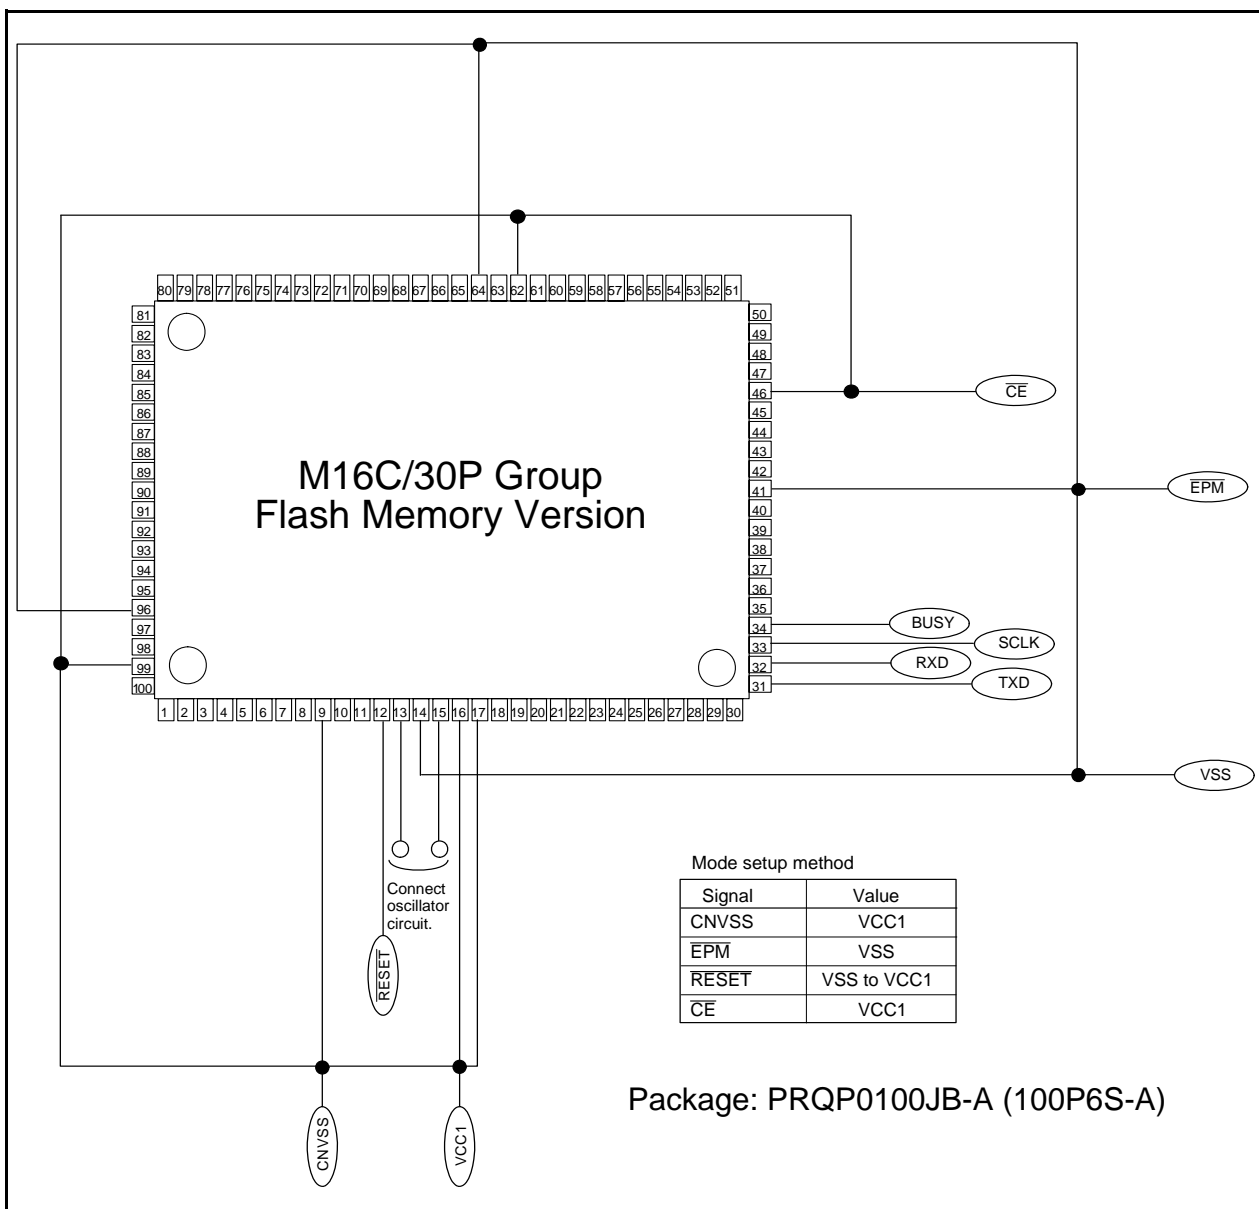 80 79 78 77 76 75 74 73 72 71 70 69 68 67 66 65 64 63 62 61 60 59 58 57 56 55 54 53 52 51
81
82
83
84
85
86
87
88
89
90
91
92
93
94
95
96
97
98
99
100
M16C/30P Group
Flash Memory Version
50
49
48
47
46
45
44
43
42
41
40
39
38
37
36
35
34
33
32
31
CE
EPM
BUSY
SCLK
RXD
TXD
VSS
1 2 3 4 5 6 7 8 9 10 11 12 13 14 15 16 17 18 19 20 21 22 23 24 25 26 27 28 29 30
Connect
oscillator
circuit.
RESET
CNVSS
VCC1
Mode setup method
Signal Value
CNVSS VCC1
EPM VSS
RESET VSS to VCC1
CE VCC1
Package: PRQP0100JB-A (100P6S-A)